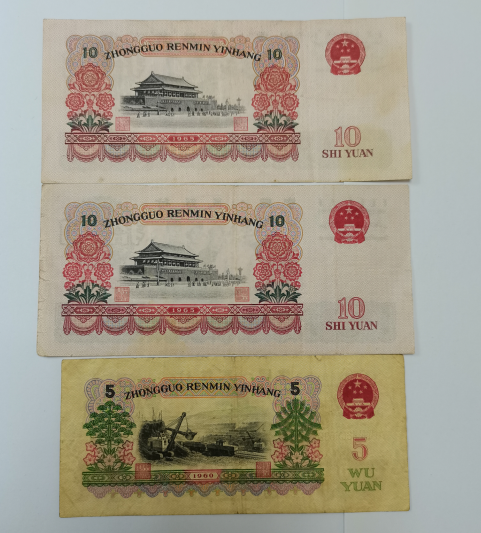 10 ZHONGGUO RENMIN YINHANG 10
1965
10
SHI YUAN
10 ZHONGGUO RENMIN YINHANG 10
1965
10
SHI YUAN
5 ZHONGGUO RENMIN YINHANG 5
1960
5
WU
YUAN